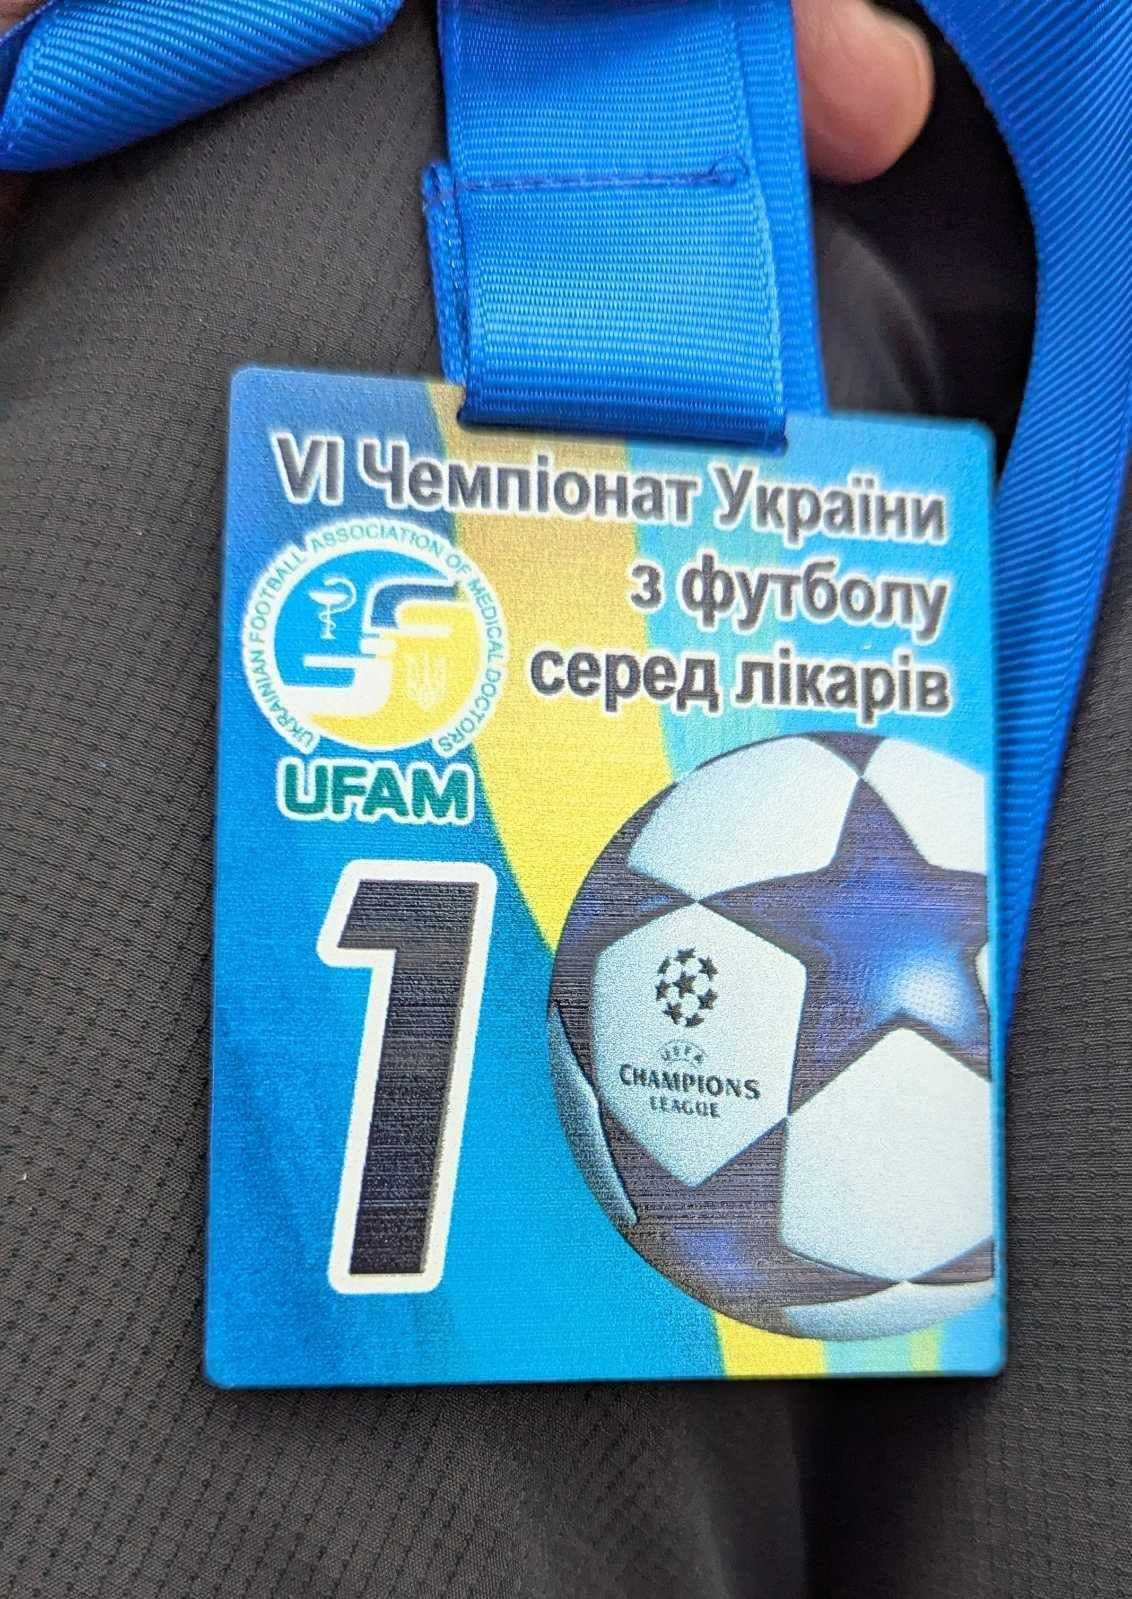 VI Чемпіонат України
з футболу
серед лікарів
UKRAINIAN FOOTBALL ASSOCIATION OF MEDICAL DOCTORS
UFAM
1
UEFA
CHAMPIONS
LEAGUE